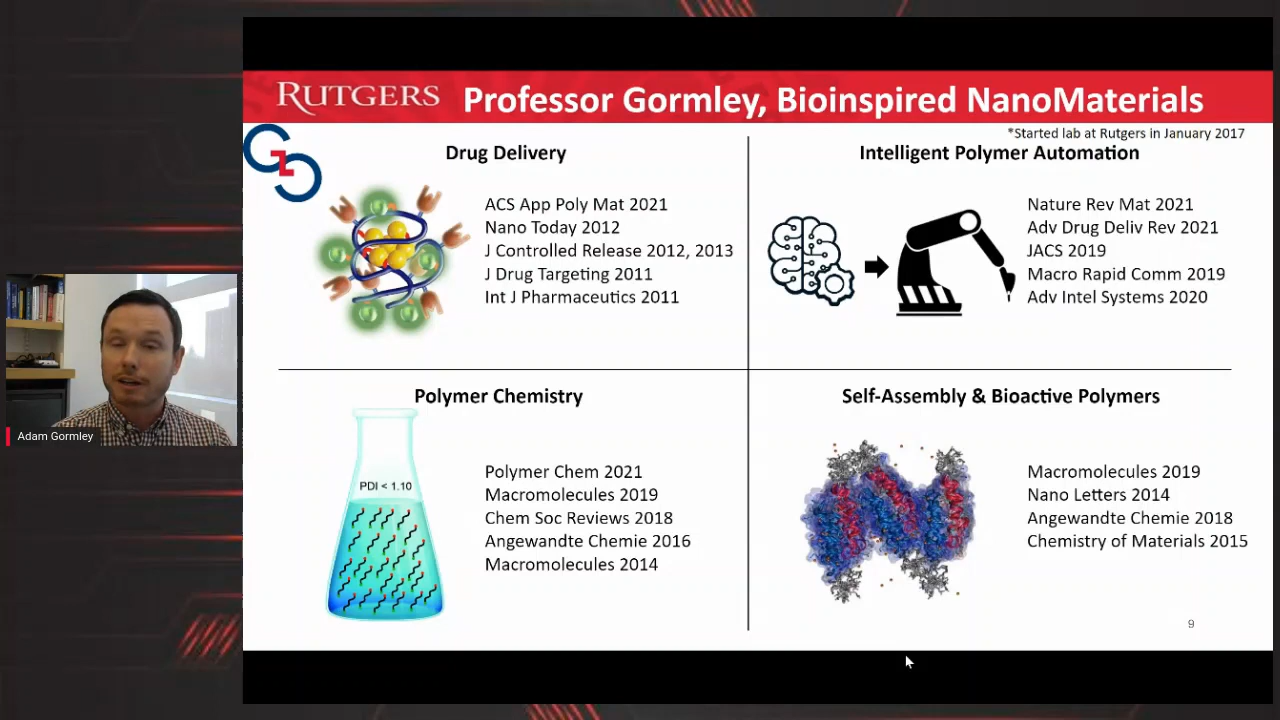 RUTGERS
Professor Gormley, Bioinspired NanoMaterials
*Started lab at Rutgers in January 2017
Drug Delivery
ACS App Poly Mat 2021
Nano Today 2012
J Controlled Release 2012, 2013
J Drug Targeting 2011
Int J Pharmaceutics 2011
Intelligent Polymer Automation
Nature Rev Mat 2021
Adv Drug Deliv Rev 2021
JACS 2019
Macro Rapid Comm 2019
Adv Intel Systems 2020
Adam Gormley
Polymer Chemistry
PDI < 1.10
Polymer Chem 2021
Macromolecules 2019
Chem Soc Reviews 2018
Angewandte Chemie 2016
Macromolecules 2014
Self-Assembly & Bioactive Polymers
Macromolecules 2019
Nano Letters 2014
Angewandte Chemie 2018
Chemistry of Materials 2015
9